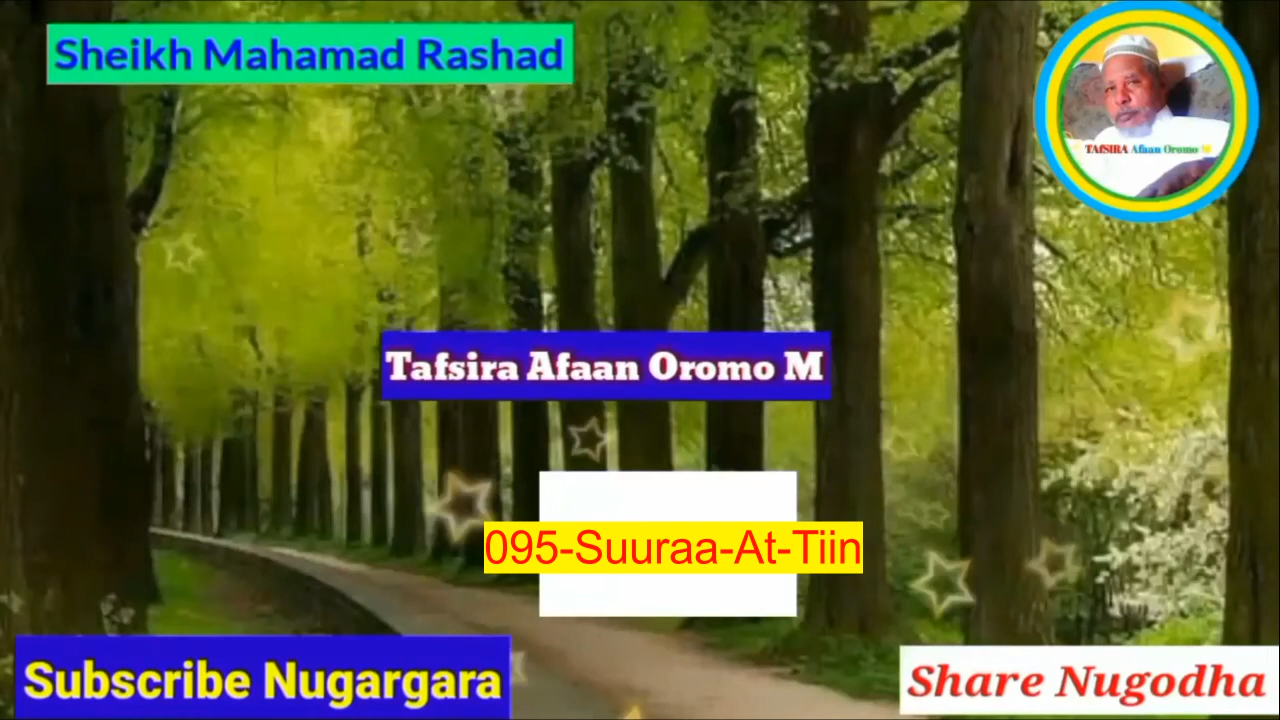 Sheikh Mahamad Rashad
TAfSIRA Afaan Oromo
Tafsira Afaan Oromo M
095-Suuraa-At-Tiin
Subscribe Nugargara
Share Nugodha